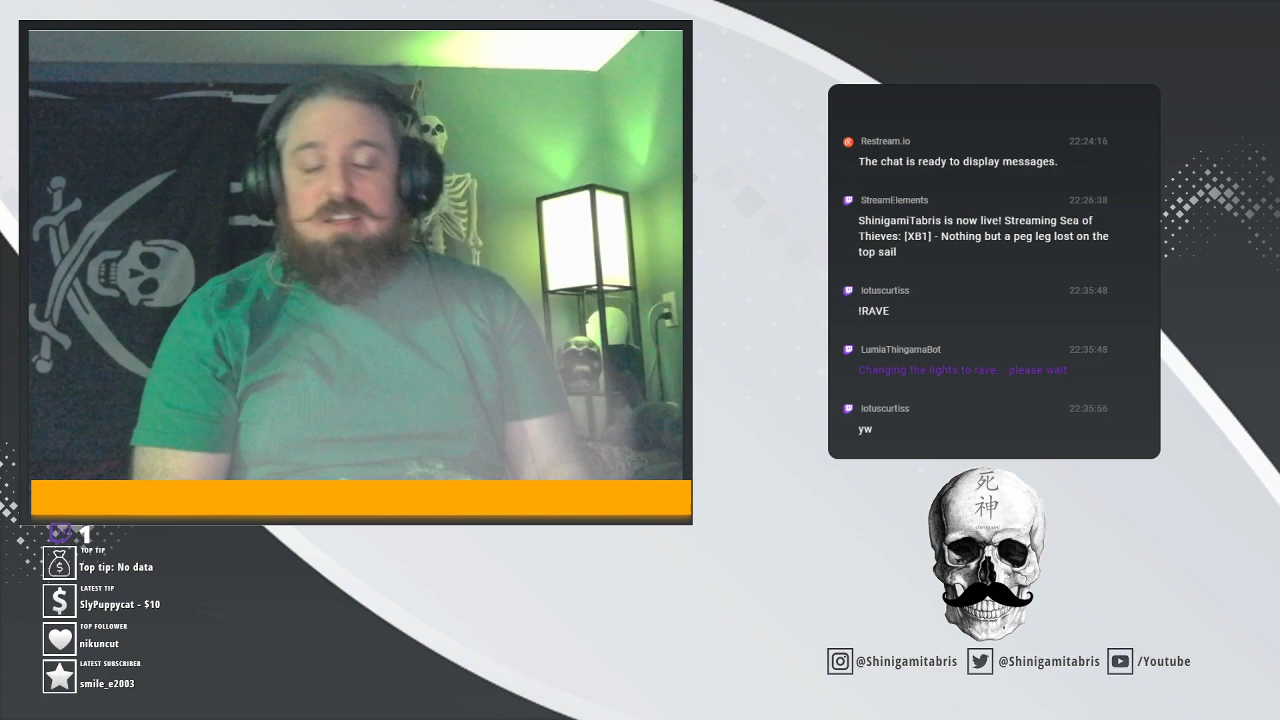 Restream.io 22:24:16
The chat is ready to display messages.
StreamElements 22:26:38
ShinigamiTabris is now live! Streaming Sea of
Thieves: [XB1] - Nothing but a peg leg lost on the
top sail
lotuscurtiss 22:35:48
!RAVE
LumiaThingamaBot 22:35:48
Changing the lights to rave... please wait
lotuscurtiss 22:35:56
yw
死
神
shinigami
1
TOP TIP
Top tip: No data
LATEST TIP
SlyPuppycat - $10
TOP FOLLOWER
nikuncut
LATEST SUBSCRIBER
smile_e2003
@Shinigamitabris @Shinigamitabris /Youtube